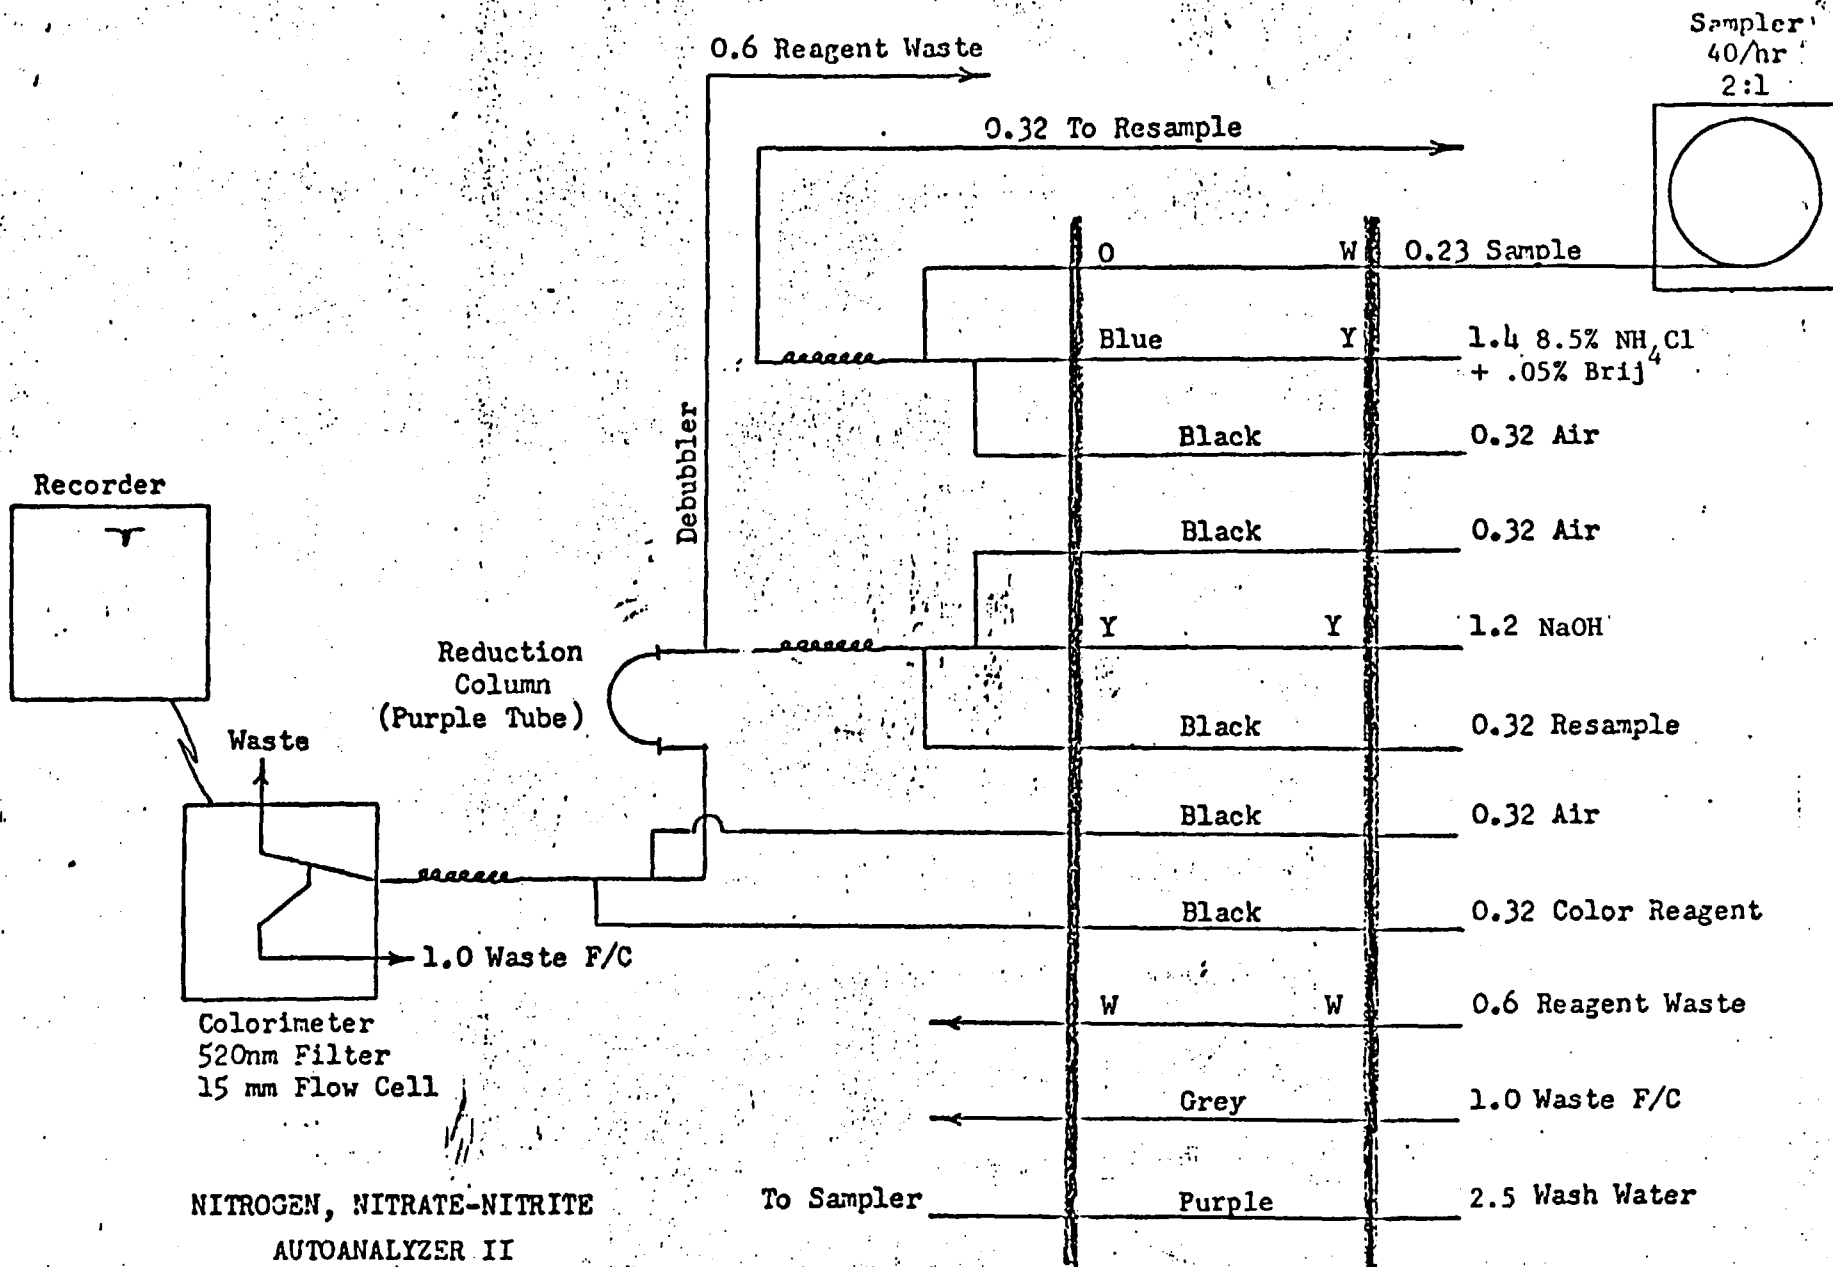 Sampler
40/hr
2:1
0.6 Reagent Waste
0.32 To Resample
O W 0.23 Sample
Blue Y 1.4 8.5% NH4Cl
+ .05% Brij
Black 0.32 Air
Debubbler
Black 0.32 Air
Recorder
Y Y 1.2 NaOH
Reduction
Column
(Purple Tube)
Black 0.32 Resample
Waste
Black 0.32 Air
Black 0.32 Color Reagent
1.0 Waste F/C
W W 0.6 Reagent Waste
Colorimeter
520nm Filter
15 mm Flow Cell
Grey 1.0 Waste F/C
To Sampler Purple 2.5 Wash Water
NITROGEN, NITRATE-NITRITE
AUTOANALYZER II